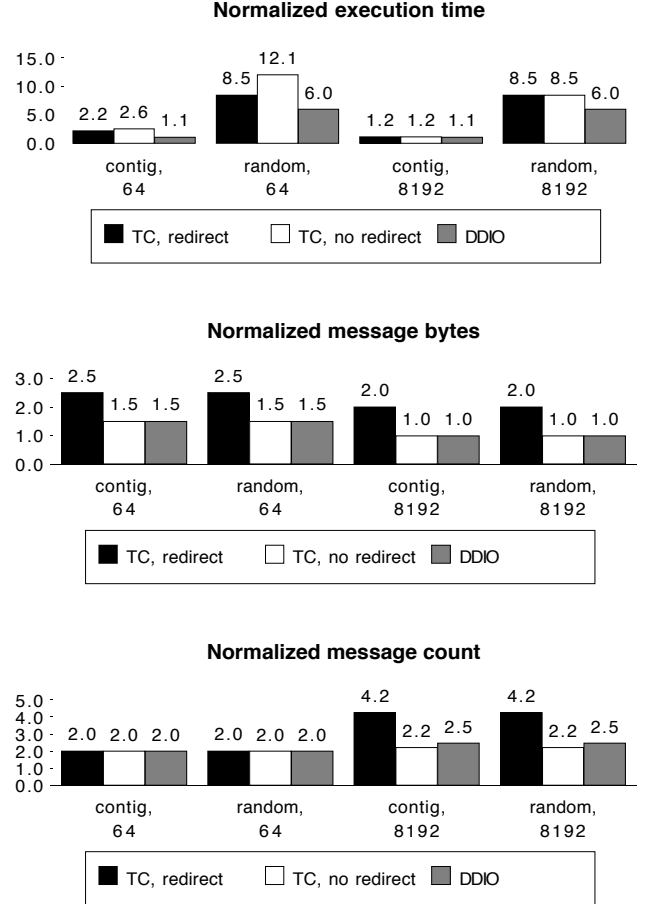 Normalized execution time
12.1
15.0
8.5 8.5 8.5
10.0
6.0 6.0
5.0
2.2 2.6 1.1 1.2 1.2 1.1
0.0
contig, random, contig, random,
64 64 8192 8192
TC, redirect TC, no redirect DDIO
Normalized message bytes
3.0 2.5 2.5
2.0 2.0
2.0 1.5 1.5 1.5 1.5
1.0 1.0 1.0 1.0 1.0
0.0
contig, random, contig, random,
64 64 8192 8192
TC, redirect TC, no redirect DDIO
Normalized message count
4.2 4.2
5.0
4.0
3.0 2.0 2.0 2.0 2.0 2.0 2.0 2.2 2.5 2.2 2.5
2.0
1.0
0.0
contig, random, contig, random,
64 64 8192 8192
TC, redirect TC, no redirect DDIO